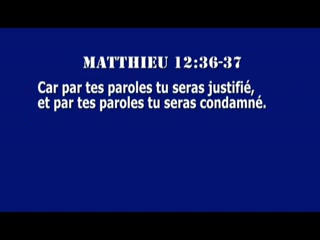 MATTHIEU 12:36-37
Car par tes paroles tu seras justifié,
et par tes paroles tu seras condamné.